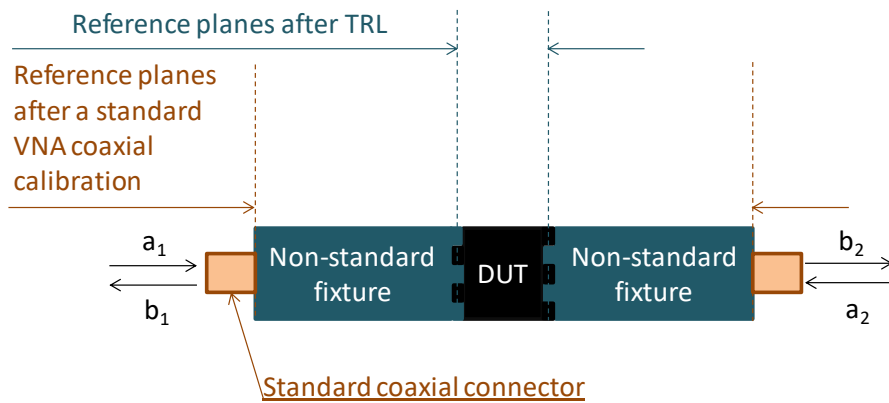 Reference planes after TRL
Reference planes
after a standard
VNA coaxial
calibration
a1
b1
Non-standard
fixture
DUT
Non-standard
fixture
b2
a2
Standard coaxial connector